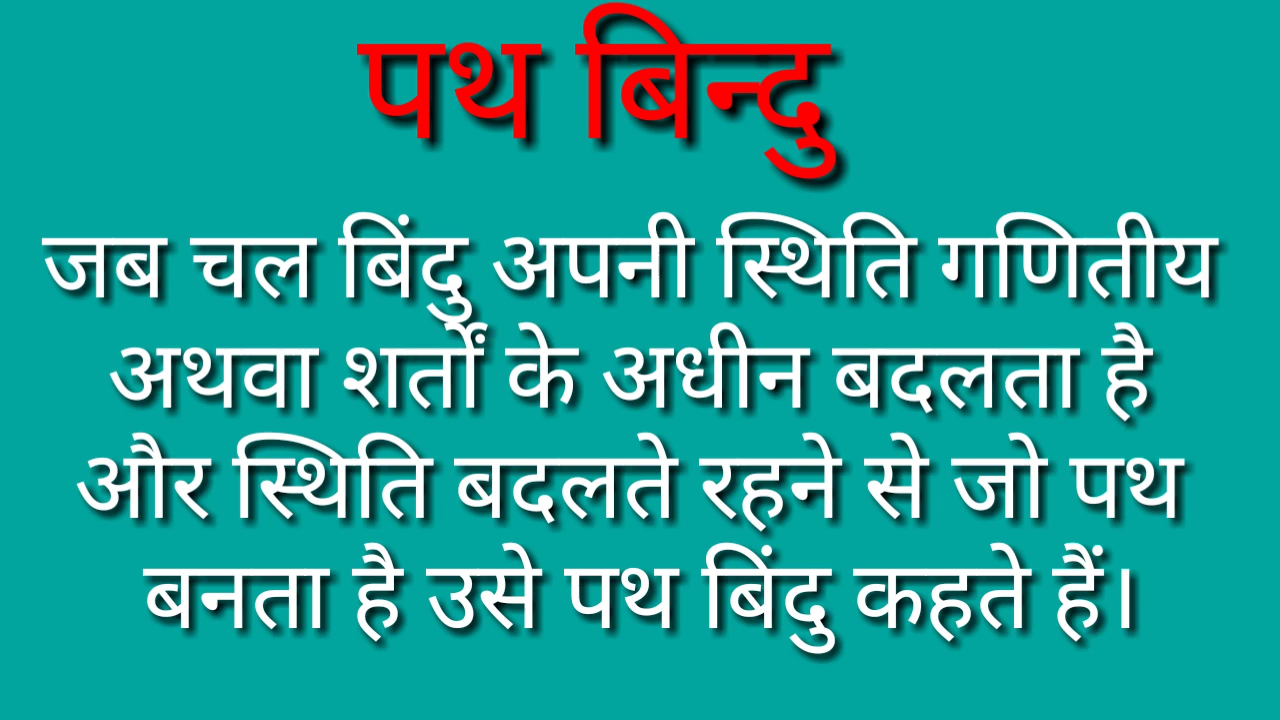 पथ बिन्दु
जब चल बिंदु अपनी स्थिति गणितीय
अथवा शर्तों के अधीन बदलता है
और स्थिति बदलते रहने से जो पथ
बनता है उसे पथ बिंदु कहते हैं।